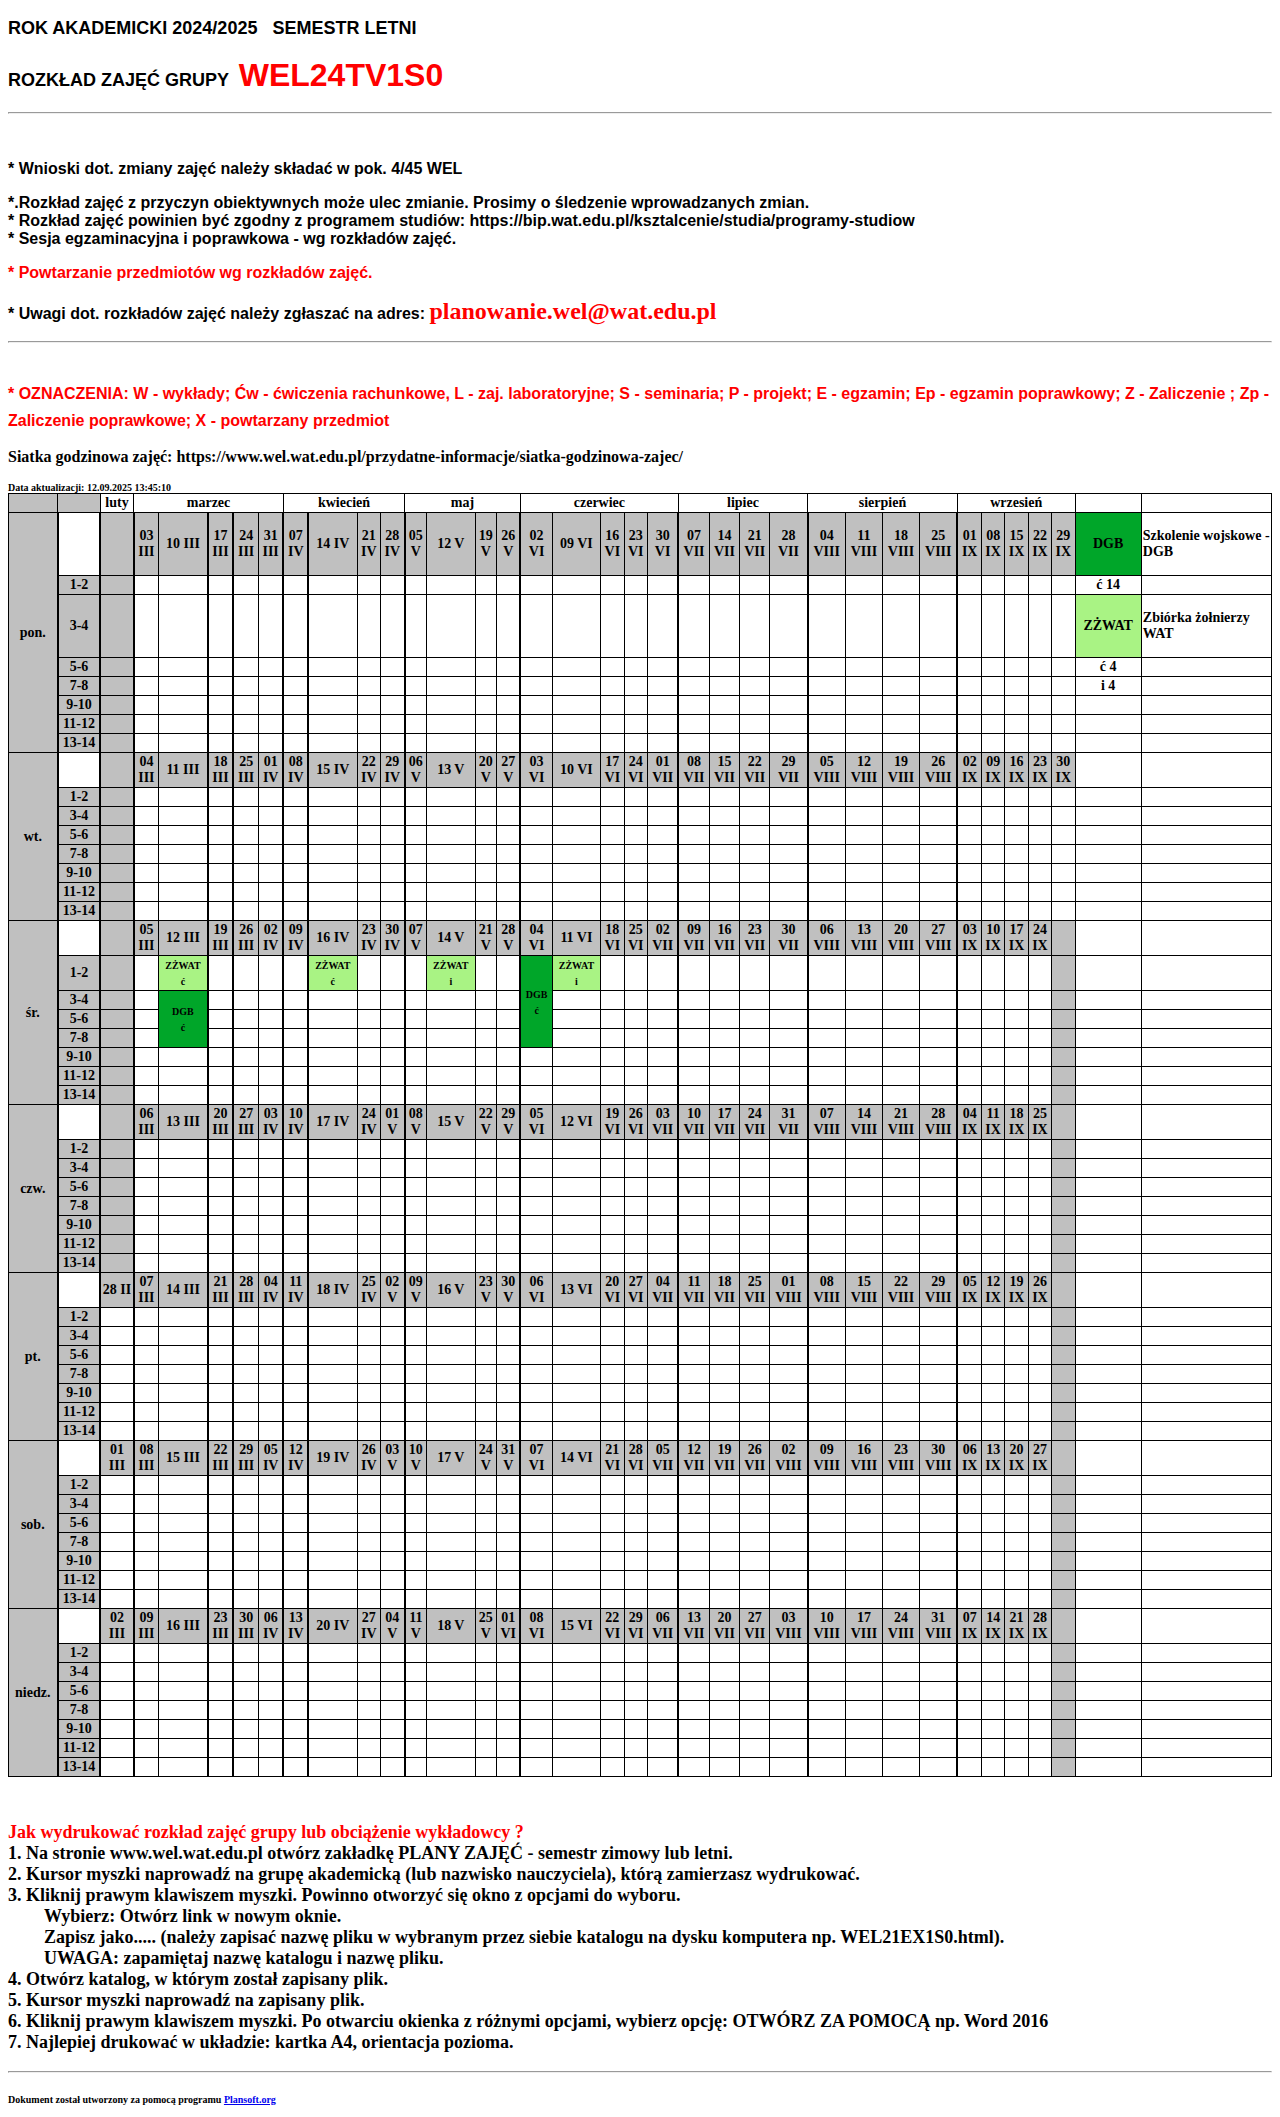 ROK AKADEMICKI 2024/2025 SEMESTR LETNI
ROZKŁAD ZAJĘĆ GRUPY WEL24TV1S0
* Wnioski dot. zmiany zajęć należy składać w pok. 4/45 WEL
*.Rozkład zajęć z przyczyn obiektywnych może ulec zmianie. Prosimy o śledzenie wprowadzanych zmian.
* Rozkład zajęć powinien być zgodny z programem studiów: https://bip.wat.edu.pl/ksztalcenie/studia/programy-studiow
* Sesja egzaminacyjna i poprawkowa - wg rozkładów zajęć.
* Powtarzanie przedmiotów wg rozkładów zajęć.
* Uwagi dot. rozkładów zajęć należy zgłaszać na adres: planowanie.wel@wat.edu.pl
* OZNACZENIA: W - wykłady; Ćw - ćwiczenia rachunkowe, L - zaj. laboratoryjne; S - seminaria; P - projekt; E - egzamin; Ep - egzamin poprawkowy; Z - Zaliczenie ; Zp -
Zaliczenie poprawkowe; X - powtarzany przedmiot
Siatka godzinowa zajęć: https://www.wel.wat.edu.pl/przydatne-informacje/siatka-godzinowa-zajec/
Data aktualizacji: 12.09.2025 13:45:10
luty marzec kwiecień maj czerwiec lipiec sierpień wrzesień
pon. 03 III 10 III 17 III 24 III 31 III 07 IV 14 IV 21 IV 28 IV 05 V 12 V 19 V 26 V 02 VI 09 VI 16 VI 23 VI 30 VI 07 VII 14 VII 21 VII 28 VII 04 VIII 11 VIII 18 VIII 25 VIII 01 IX 08 IX 15 IX 22 IX 29 IX DGB Szkolenie wojskowe - DGB
1-2 ć 14
3-4 ZŻWAT Zbiórka żołnierzy WAT
5-6 ć 4
7-8 i 4
9-10
11-12
13-14
wt. 04 III 11 III 18 III 25 III 01 IV 08 IV 15 IV 22 IV 29 IV 06 V 13 V 20 V 27 V 03 VI 10 VI 17 VI 24 VI 01 VII 08 VII 15 VII 22 VII 29 VII 05 VIII 12 VIII 19 VIII 26 VIII 02 IX 09 IX 16 IX 23 IX 30 IX
1-2
3-4
5-6
7-8
9-10
11-12
13-14
śr. 05 III 12 III 19 III 26 III 02 IV 09 IV 16 IV 23 IV 30 IV 07 V 14 V 21 V 28 V 04 VI 11 VI 18 VI 25 VI 02 VII 09 VII 16 VII 23 VII 30 VII 06 VIII 13 VIII 20 VIII 27 VIII 03 IX 10 IX 17 IX 24 IX
1-2 ZŻWAT ć ZŻWAT ć ZŻWAT i DGB ć ZŻWAT i
3-4 DGB ć
5-6
7-8
9-10
11-12
13-14
czw. 06 III 13 III 20 III 27 III 03 IV 10 IV 17 IV 24 IV 01 V 08 V 15 V 22 V 29 V 05 VI 12 VI 19 VI 26 VI 03 VII 10 VII 17 VII 24 VII 31 VII 07 VIII 14 VIII 21 VIII 28 VIII 04 IX 11 IX 18 IX 25 IX
1-2
3-4
5-6
7-8
9-10
11-12
13-14
pt. 28 II 07 III 14 III 21 III 28 III 04 IV 11 IV 18 IV 25 IV 02 V 09 V 16 V 23 V 30 V 06 VI 13 VI 20 VI 27 VI 04 VII 11 VII 18 VII 25 VII 01 VIII 08 VIII 15 VIII 22 VIII 29 VIII 05 IX 12 IX 19 IX 26 IX
1-2
3-4
5-6
7-8
9-10
11-12
13-14
sob. 01 III 08 III 15 III 22 III 29 III 05 IV 12 IV 19 IV 26 IV 03 V 10 V 17 V 24 V 31 V 07 VI 14 VI 21 VI 28 VI 05 VII 12 VII 19 VII 26 VII 02 VIII 09 VIII 16 VIII 23 VIII 30 VIII 06 IX 13 IX 20 IX 27 IX
1-2
3-4
5-6
7-8
9-10
11-12
13-14
niedz. 02 III 09 III 16 III 23 III 30 III 06 IV 13 IV 20 IV 27 IV 04 V 11 V 18 V 25 V 01 VI 08 VI 15 VI 22 VI 29 VI 06 VII 13 VII 20 VII 27 VII 03 VIII 10 VIII 17 VIII 24 VIII 31 VIII 07 IX 14 IX 21 IX 28 IX
1-2
3-4
5-6
7-8
9-10
11-12
13-14
Jak wydrukować rozkład zajęć grupy lub obciążenie wykładowcy ?
1. Na stronie www.wel.wat.edu.pl otwórz zakładkę PLANY ZAJĘĆ - semestr zimowy lub letni.
2. Kursor myszki naprowadź na grupę akademicką (lub nazwisko nauczyciela), którą zamierzasz wydrukować.
3. Kliknij prawym klawiszem myszki. Powinno otworzyć się okno z opcjami do wyboru.
Wybierz: Otwórz link w nowym oknie.
Zapisz jako..... (należy zapisać nazwę pliku w wybranym przez siebie katalogu na dysku komputera np. WEL21EX1S0.html).
UWAGA: zapamiętaj nazwę katalogu i nazwę pliku.
4. Otwórz katalog, w którym został zapisany plik.
5. Kursor myszki naprowadź na zapisany plik.
6. Kliknij prawym klawiszem myszki. Po otwarciu okienka z różnymi opcjami, wybierz opcję: OTWÓRZ ZA POMOCĄ np. Word 2016
7. Najlepiej drukować w układzie: kartka A4, orientacja pozioma.
Dokument został utworzony za pomocą programu Plansoft.org